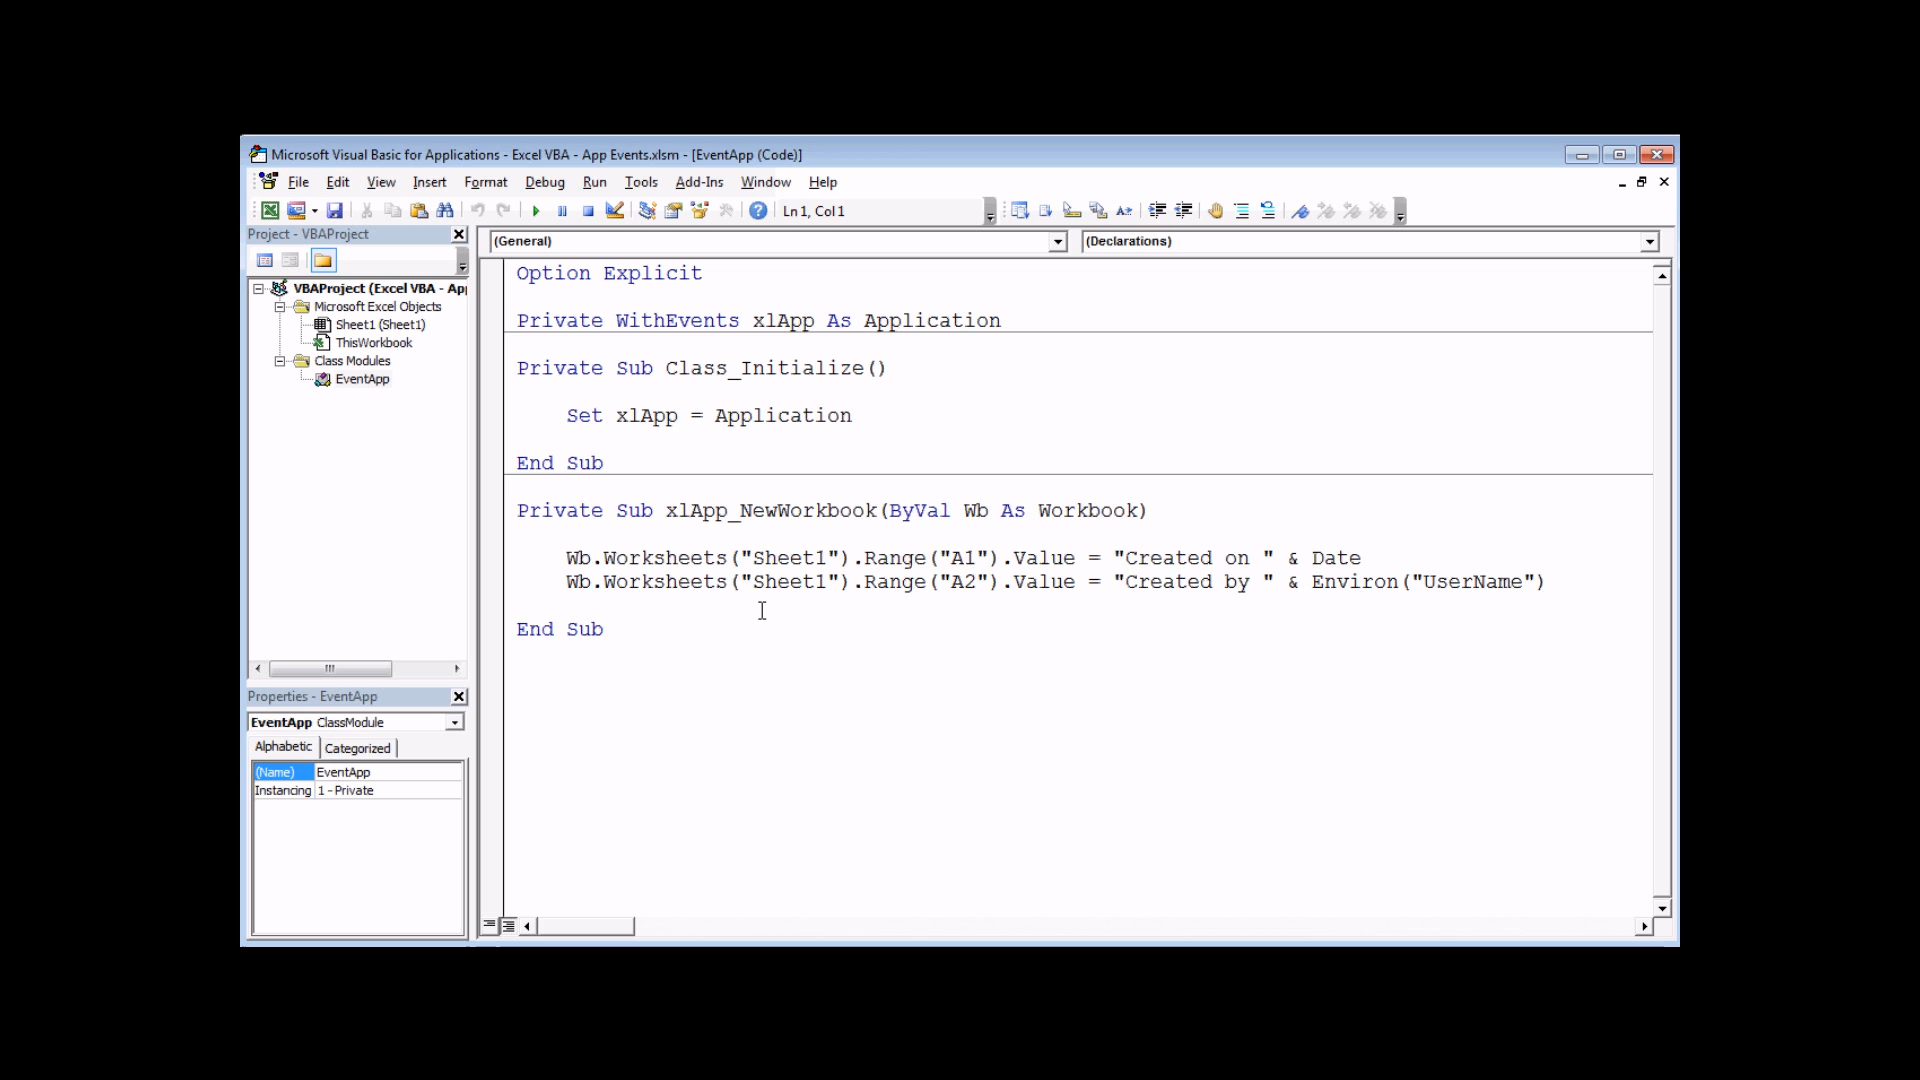 Microsoft Visual Basic for Applications - Excel VBA - App Events.xlsm - [EventApp (Code)]
File Edit View Insert Format Debug Run Tools Add-Ins Window Help
Ln 1, Col 1
Project - VBAProject
(General) (Declarations)
VBAProject (Excel VBA - Ap
Microsoft Excel Objects
Sheet1 (Sheet1)
ThisWorkbook
Class Modules
EventApp
Option Explicit
Private WithEvents xlApp As Application
Private Sub Class_Initialize()
Set xlApp = Application
End Sub
Private Sub xlApp_NewWorkbook(ByVal Wb As Workbook)
Wb.Worksheets("Sheet1").Range("A1").Value = "Created on " & Date
Wb.Worksheets("Sheet1").Range("A2").Value = "Created by " & Environ("UserName")
End Sub
Properties - EventApp
EventApp ClassModule
Alphabetic Categorized
(Name) EventApp
Instancing 1 - Private